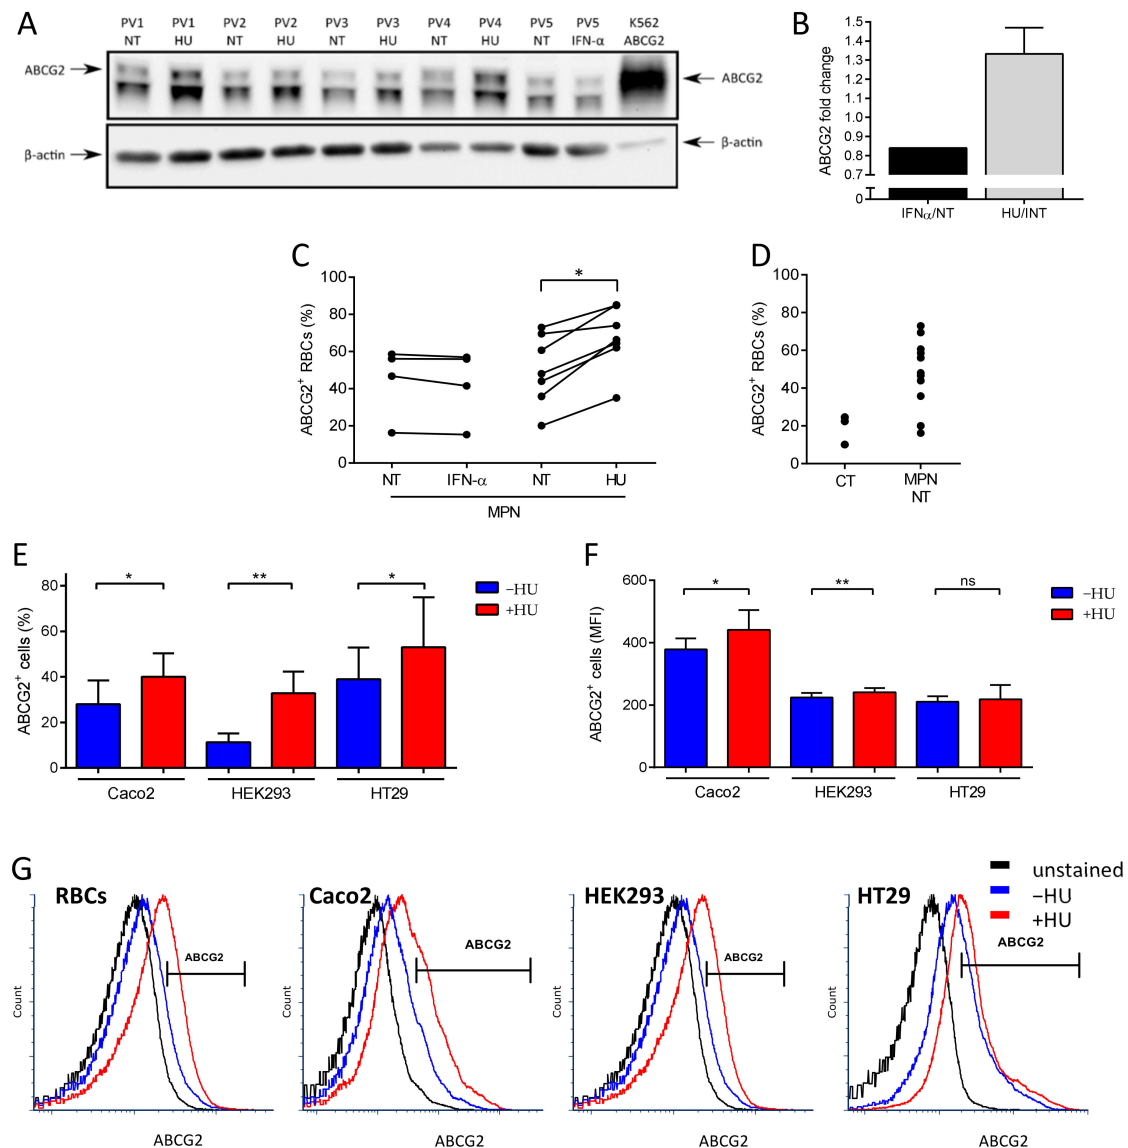 A
PV1 PV1 PV2 PV2 PV3 PV3 PV4 PV4 PV5 PV5 K562
NT HU NT HU NT HU NT HU NT IFN-α ABCG2
ABCG2
ABCG2
β-actin
β-actin
B
ABCG2 fold change
1.5
1.4
1.3
1.2
1.1
1.0
0.9
0.8
0.7
0
IFNα/NT HU/INT
C
ABCG2+ RBCs (%)
100
80
60
40
20
0
*
NT IFN-α NT HU
MPN
D
ABCG2+ RBCs (%)
100
80
60
40
20
0
CT MPN
NT
E
ABCG2+ cells (%)
80
60
40
20
0
* ** *
–HU
+HU
Caco2 HEK293 HT29
F
ABCG2+ cells (MFI)
600
400
200
0
* ** ns
–HU
+HU
Caco2 HEK293 HT29
G
unstained
–HU
+HU
RBCs
ABCG2
Count
ABCG2
Caco2
ABCG2
Count
ABCG2
HEK293
ABCG2
Count
ABCG2
HT29
ABCG2
Count
ABCG2